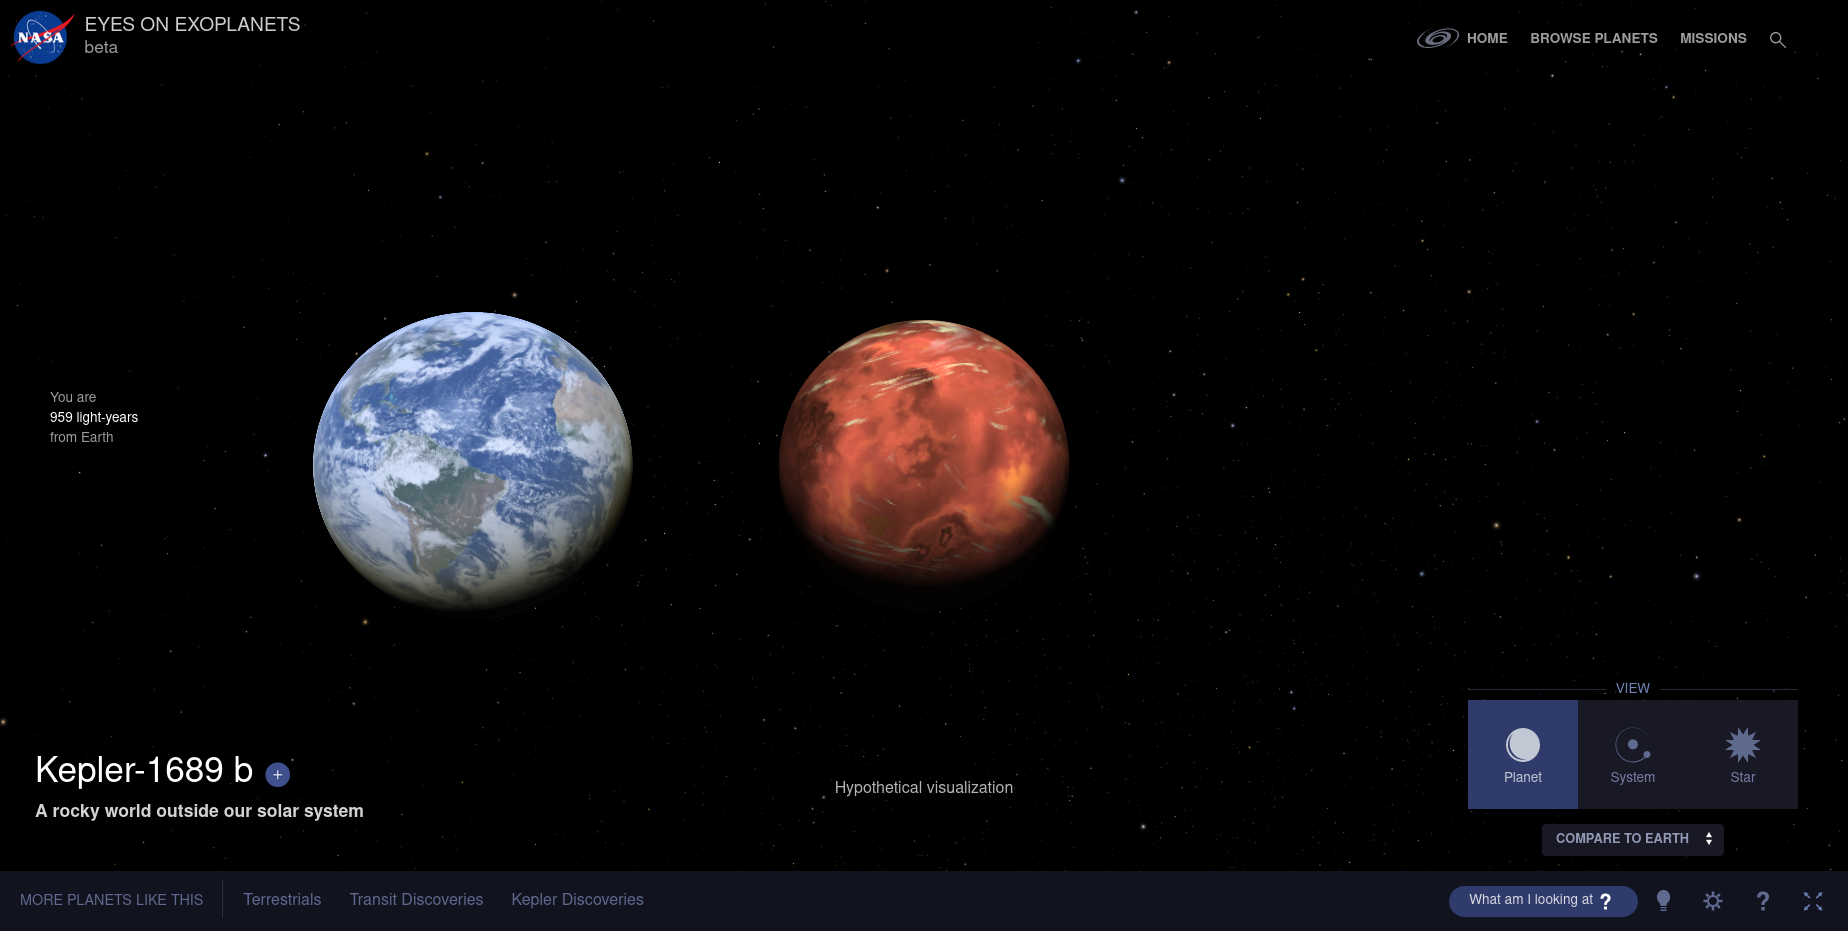 NASA
EYES ON EXOPLANETS
beta
HOME
BROWSE PLANETS
MISSIONS
You are
959 light-years
from Earth
Kepler-1689 b +
A rocky world outside our solar system
Hypothetical visualization
VIEW
Planet
System
Star
COMPARE TO EARTH
MORE PLANETS LIKE THIS
Terrestrials
Transit Discoveries
Kepler Discoveries
What am I looking at ?
?